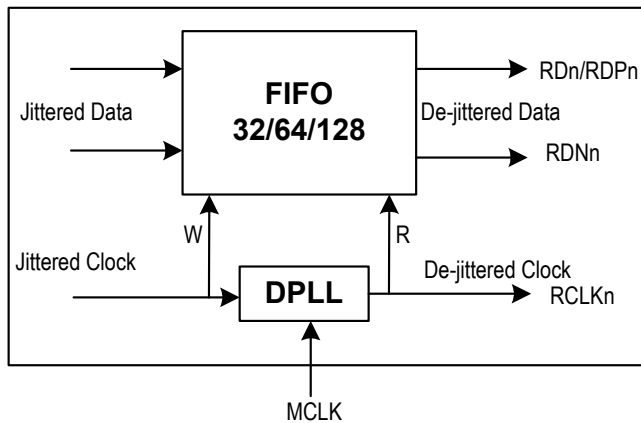 RDn/RDPn
FIFO
32/64/128
Jittered Data
De-jittered Data
RDNn
W
R
Jittered Clock
De-jittered Clock
DPLL
RCLKn
MCLK